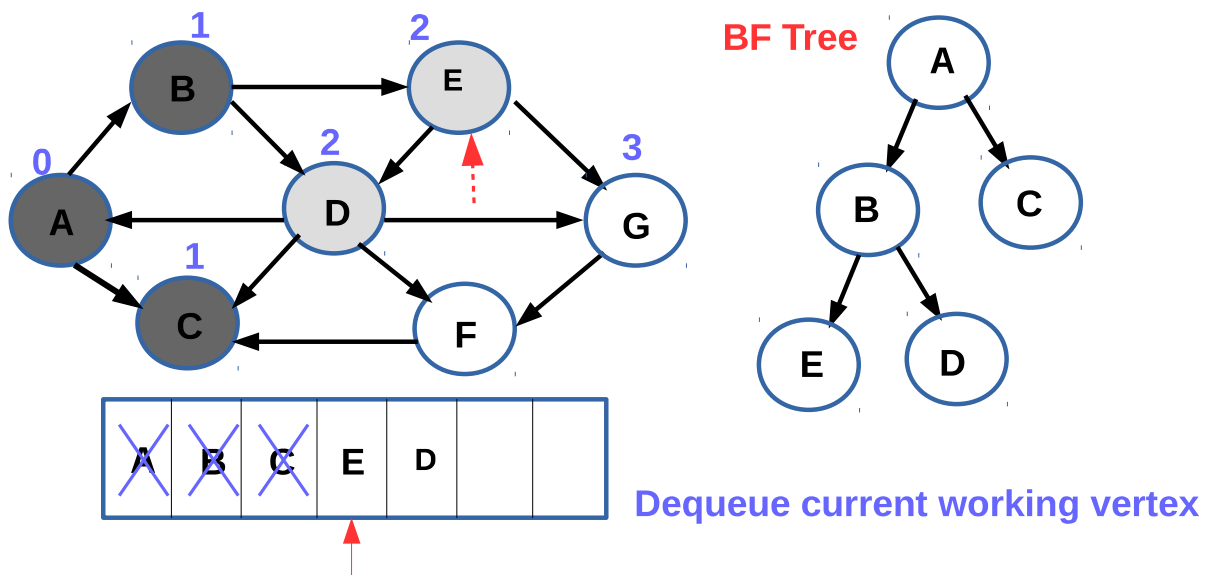 1
2
BF Tree
B
E
A
0
2
3
A
D
G
B
C
1
C
F
E
D
A B C E D
Dequeue current working vertex